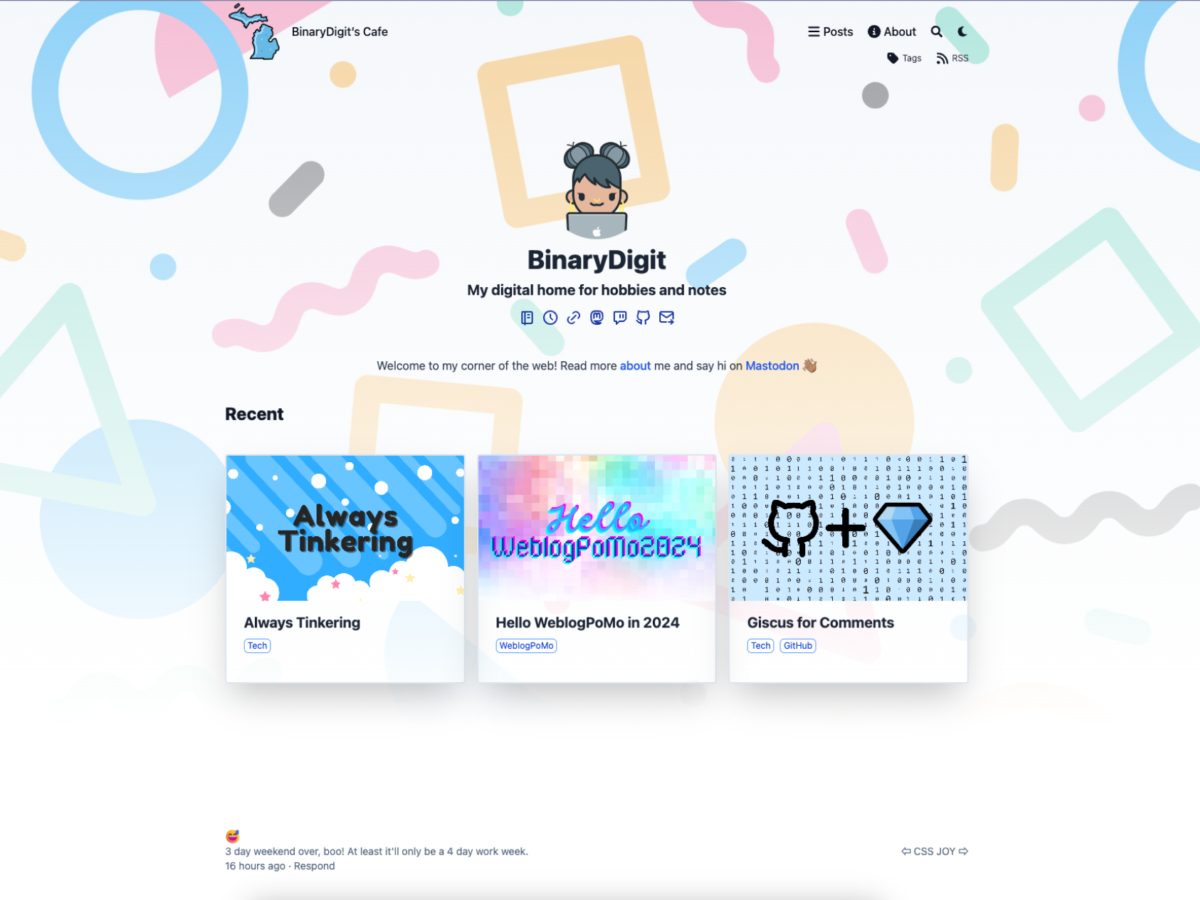 BinaryDigit's Cafe
Posts About
Tags RSS
BinaryDigit
My digital home for hobbies and notes
Welcome to my corner of the web! Read more about me and say hi on Mastodon
Recent
Always
Tinkering
Hello
WeblogPoMo2024
Always Tinkering
Tech
Hello WeblogPoMo in 2024
WeblogPoMo
Giscus for Comments
Tech GitHub
3 day weekend over, boo! At least it'll only be a 4 day work week.
16 hours ago · Respond
⇦ CSS JOY ⇨